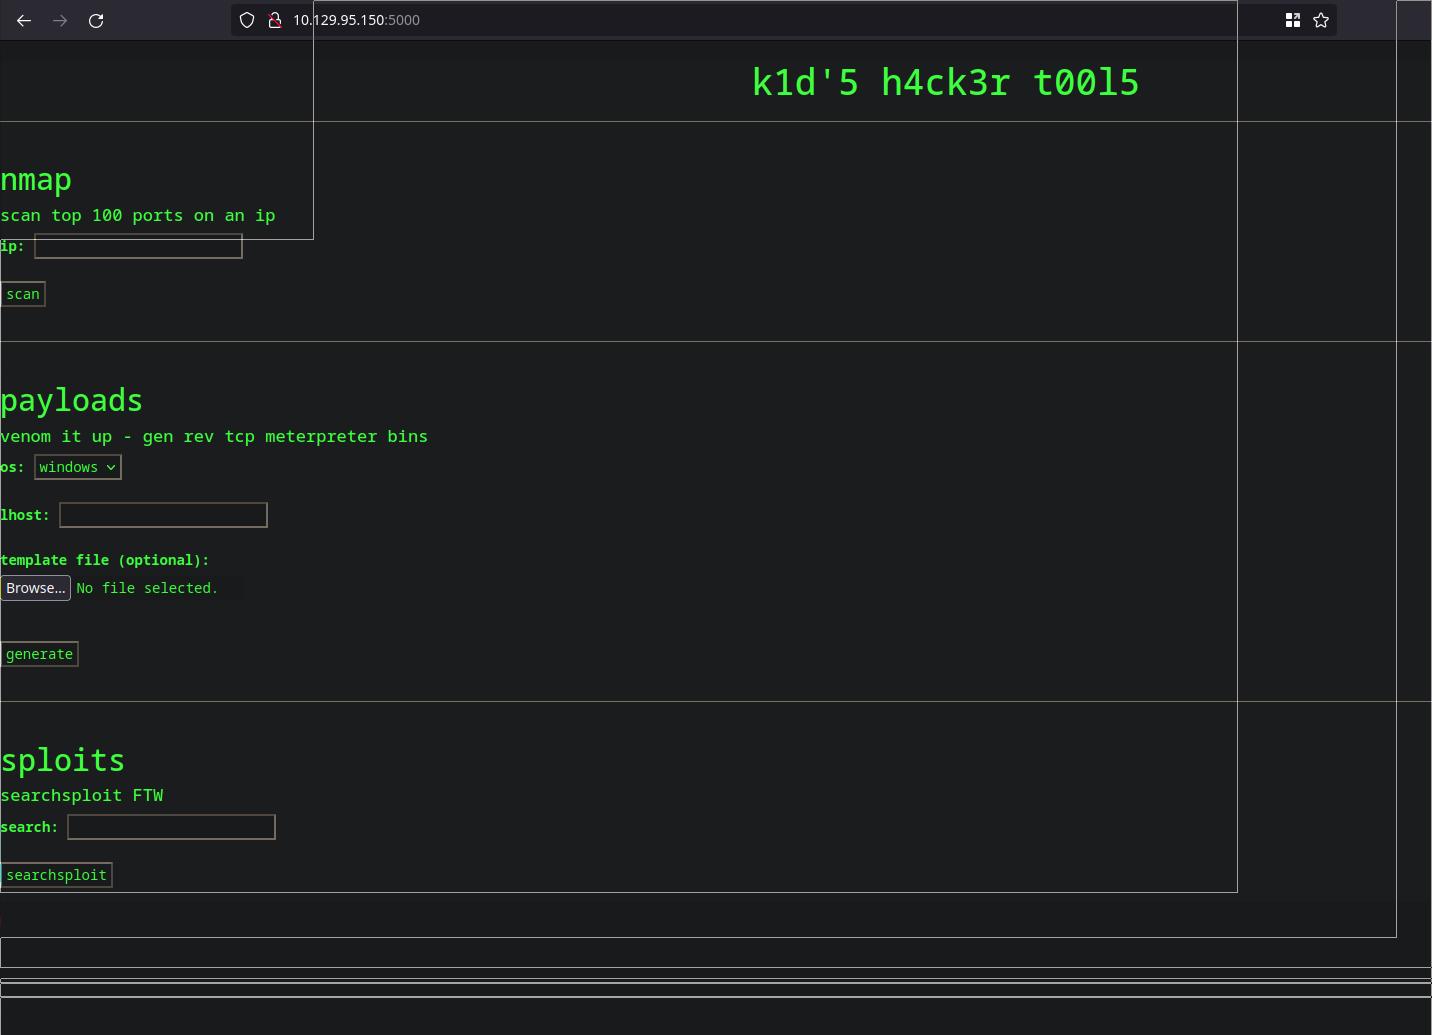 10.129.95.150:5000
k1d'5 h4ck3r t00l5
nmap
scan top 100 ports on an ip
ip:
scan
payloads
venom it up - gen rev tcp meterpreter bins
os: windows
lhost:
template file (optional):
Browse... No file selected.
generate
sploits
searchsploit FTW
search:
searchsploit